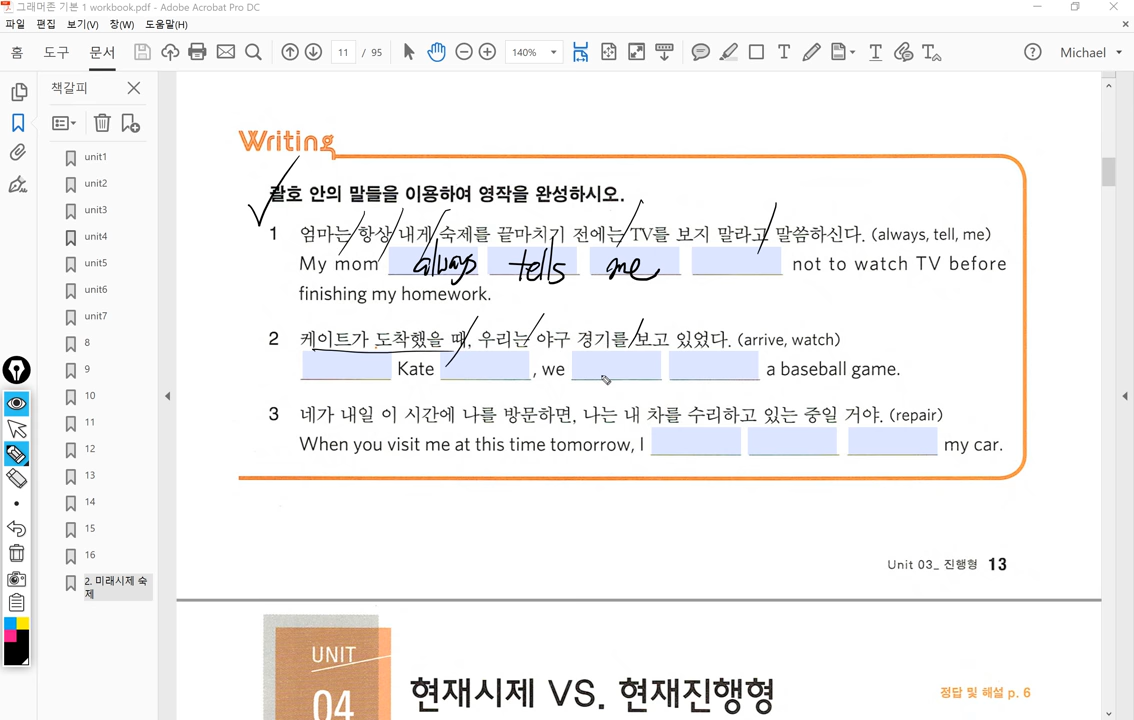 그래머존 기본 1 workbook.pdf - Adobe Acrobat Pro DC
파일 편집 보기(V) 창(W) 도움말(H)
홈 도구 문서 11 / 95 140% Michael
책갈피
unit1
unit2
unit3
unit4
unit5
unit6
unit7
8
9
10
11
12
13
14
15
16
2. 미래시제 숙제
Writing
괄호 안의 말들을 이용하여 영작을 완성하시오.
1 엄마는 항상 내게 숙제를 끝마치기 전에는 TV를 보지 말라고 말씀하신다. (always, tell, me)
My mom always tells me not to watch TV before
finishing my homework.
2 케이트가 도착했을 때, 우리는 야구 경기를 보고 있었다. (arrive, watch)
Kate , we a baseball game.
3 네가 내일 이 시간에 나를 방문하면, 나는 내 차를 수리하고 있는 중일 거야. (repair)
When you visit me at this time tomorrow, I my car.
Unit 03_ 진행형 13
UNIT
04
현재시제 VS. 현재진행형
정답 및 해설 p. 6